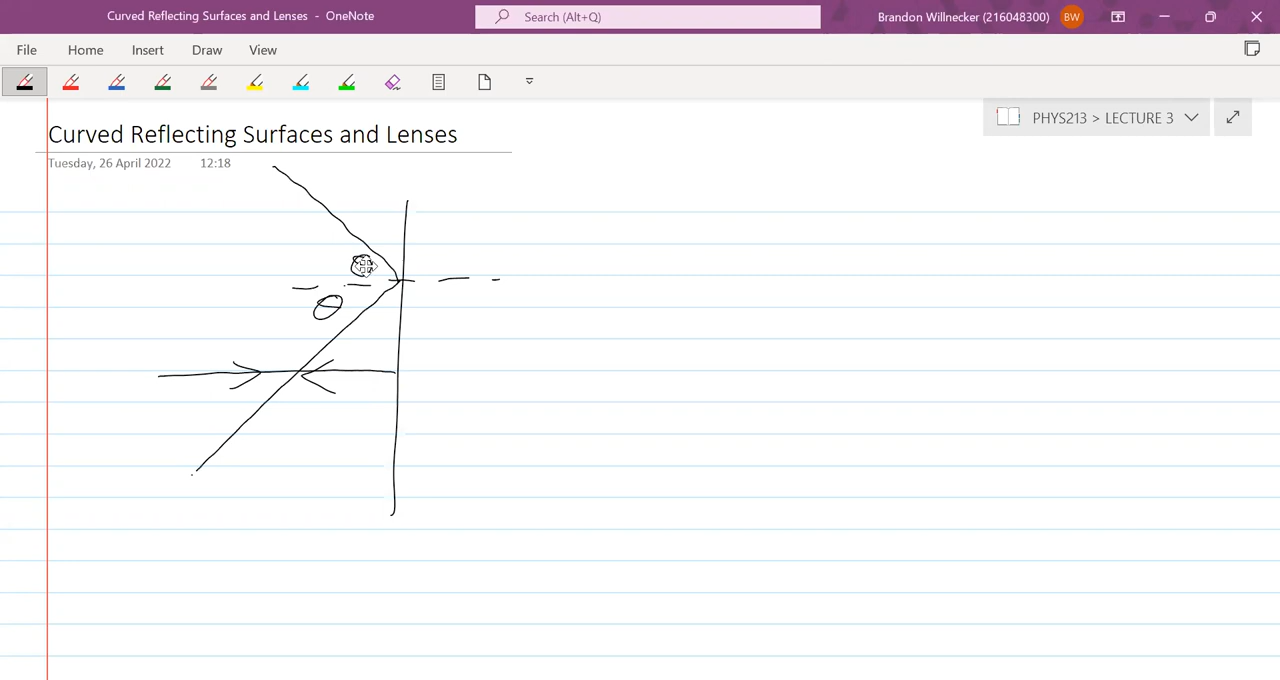 Curved Reflecting Surfaces and Lenses - OneNote
Search (Alt+Q)
Brandon Willnecker (216048300) BW
File Home Insert Draw View
PHYS213 > LECTURE 3
Curved Reflecting Surfaces and Lenses
Tuesday, 26 April 2022 12:18
θ
θ